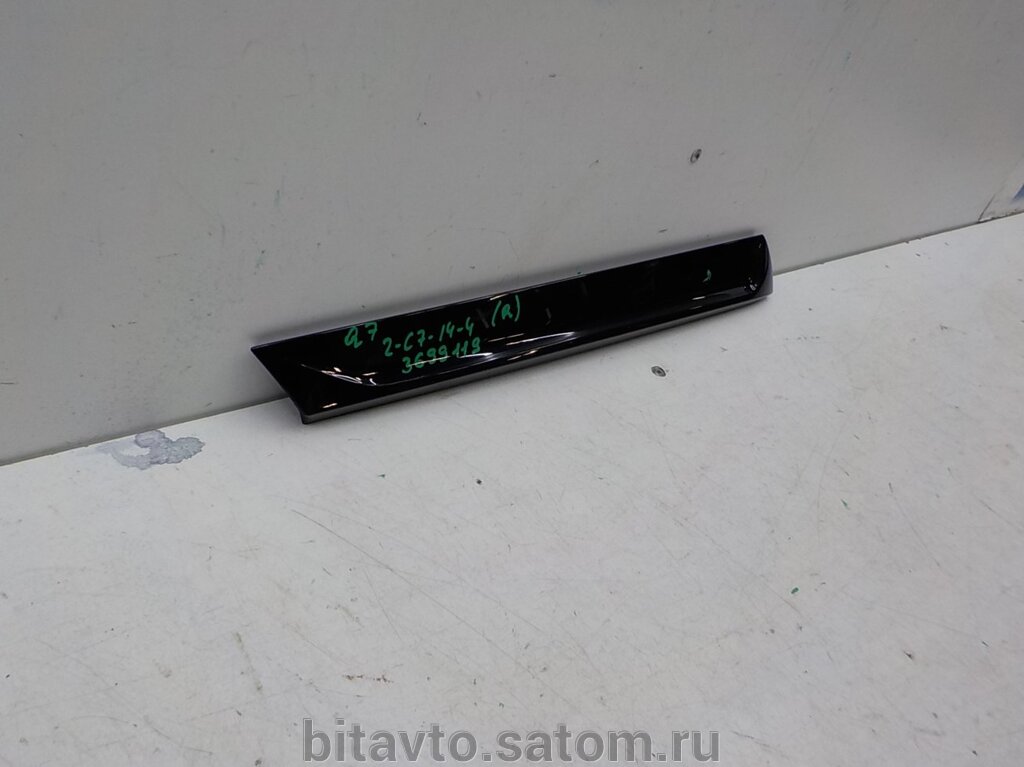 Q7
2-C7-14-4 (R)
3699119
bitavto.satom.ru